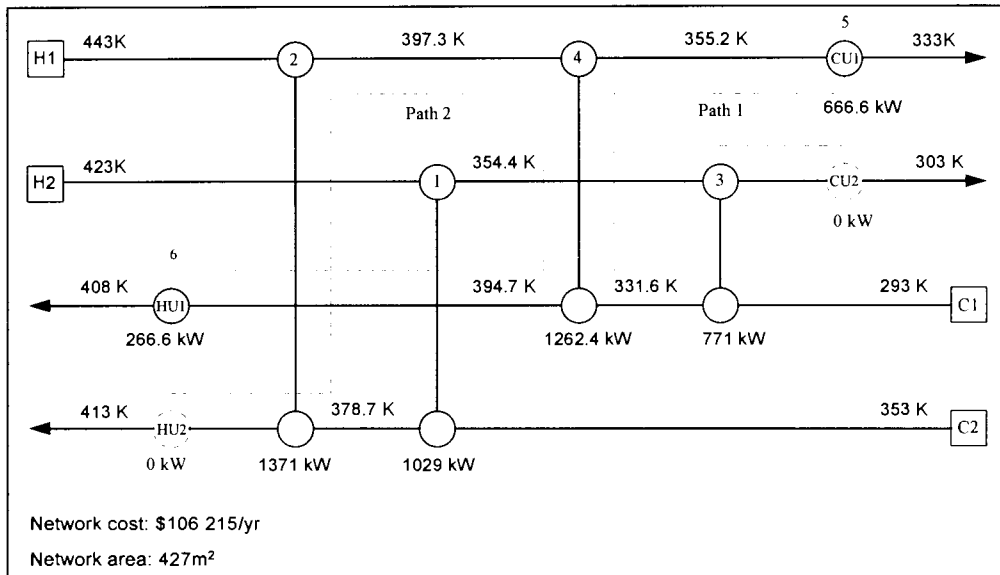 5
443K 397.3 K 355.2 K 333K
H1 2 4 CU1
666.6 kW
Path 2 Path 1
423K 354.4 K 303 K
H2 1 3 CU2
0 kW
6
408 K 394.7 K 331.6 K 293 K
HU1 C1
266.6 kW 1262.4 kW 771 kW
413 K 378.7 K 353 K
HU2 C2
0 kW 1371 kW 1029 kW
Network cost: $106 215/yr
Network area: 427m²